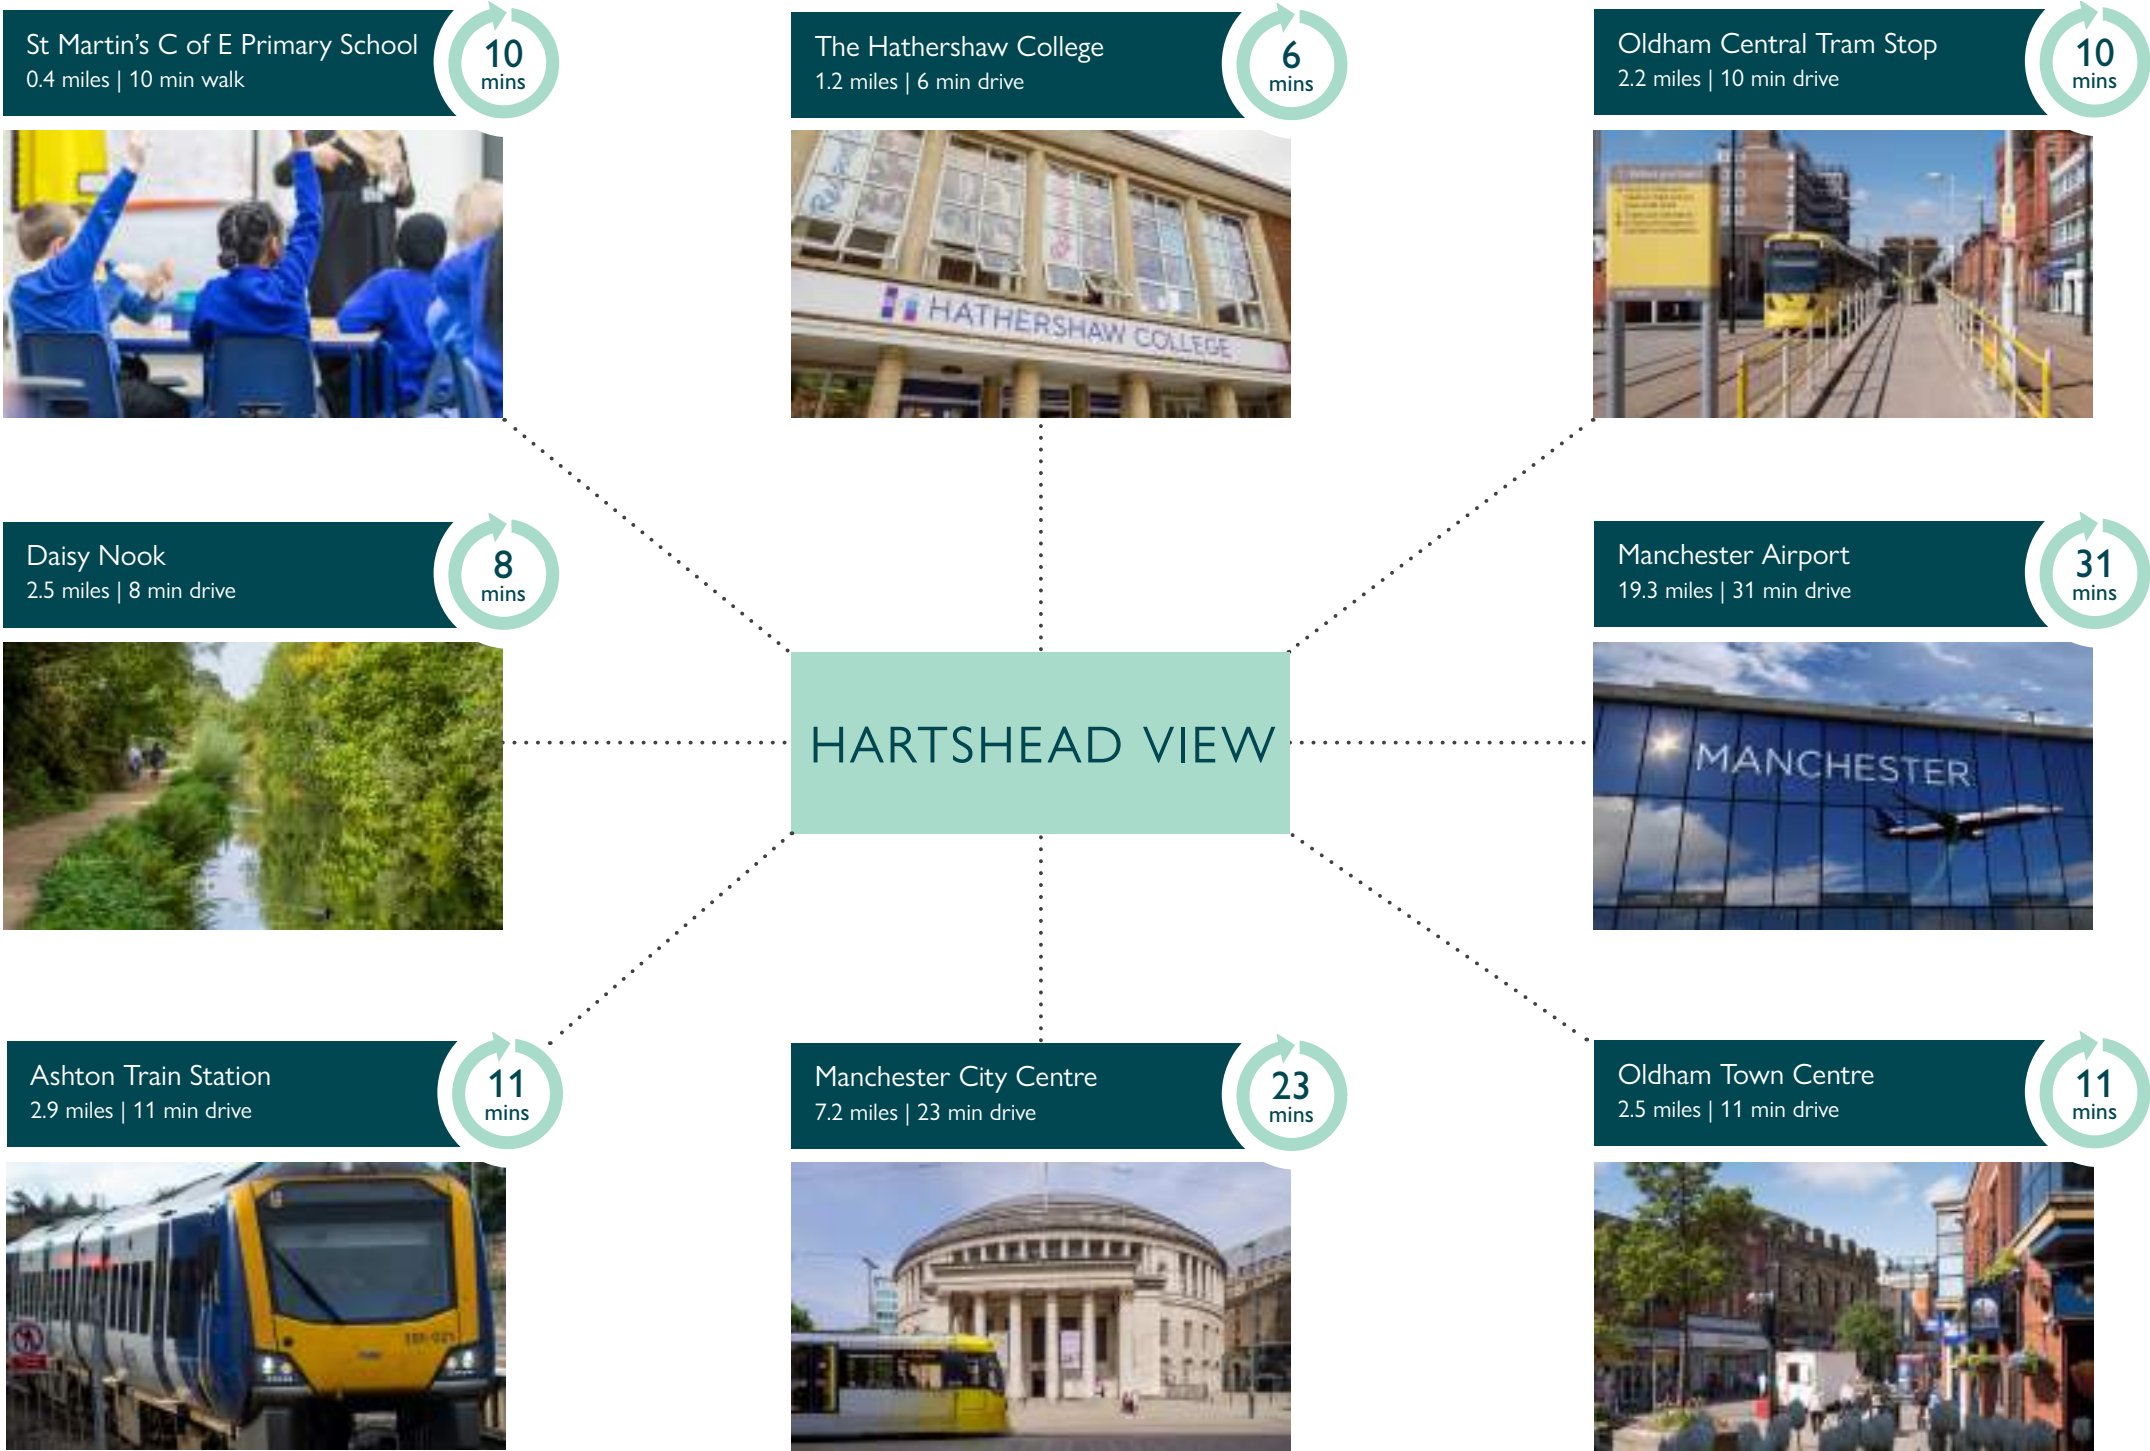 St Martin's C of E Primary School
0.4 miles | 10 min walk
10
mins
The Hathershaw College
1.2 miles | 6 min drive
6
mins
Oldham Central Tram Stop
2.2 miles | 10 min drive
10
mins
HATHERSHAW COLLEGE
Daisy Nook
2.5 miles | 8 min drive
8
mins
Manchester Airport
19.3 miles | 31 min drive
31
mins
HARTSHEAD VIEW
MANCHESTER
Ashton Train Station
2.9 miles | 11 min drive
11
mins
Manchester City Centre
7.2 miles | 23 min drive
23
mins
Oldham Town Centre
2.5 miles | 11 min drive
11
mins